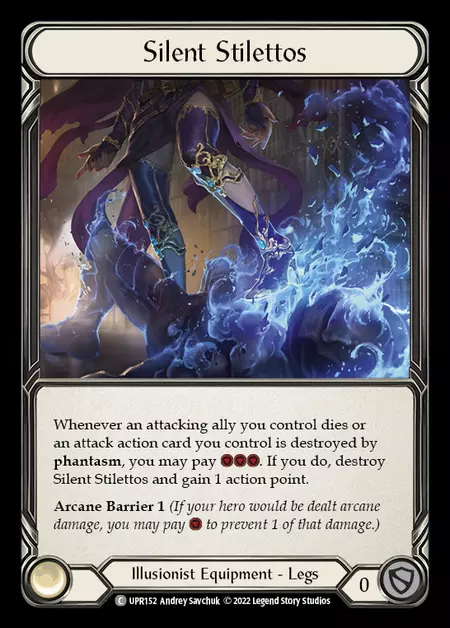 Silent Stilettos
Whenever an attacking ally you control dies or
an attack action card you control is destroyed by
phantasm, you may pay. If you do, destroy
Silent Stilettos and gain 1 action point.
Arcane Barrier 1 (If your hero would be dealt arcane
damage, you may pay to prevent 1 of that damage.)
Illusionist Equipment - Legs
0
C UPR152 Andrey Savchuk © 2022 Legend Story Studios